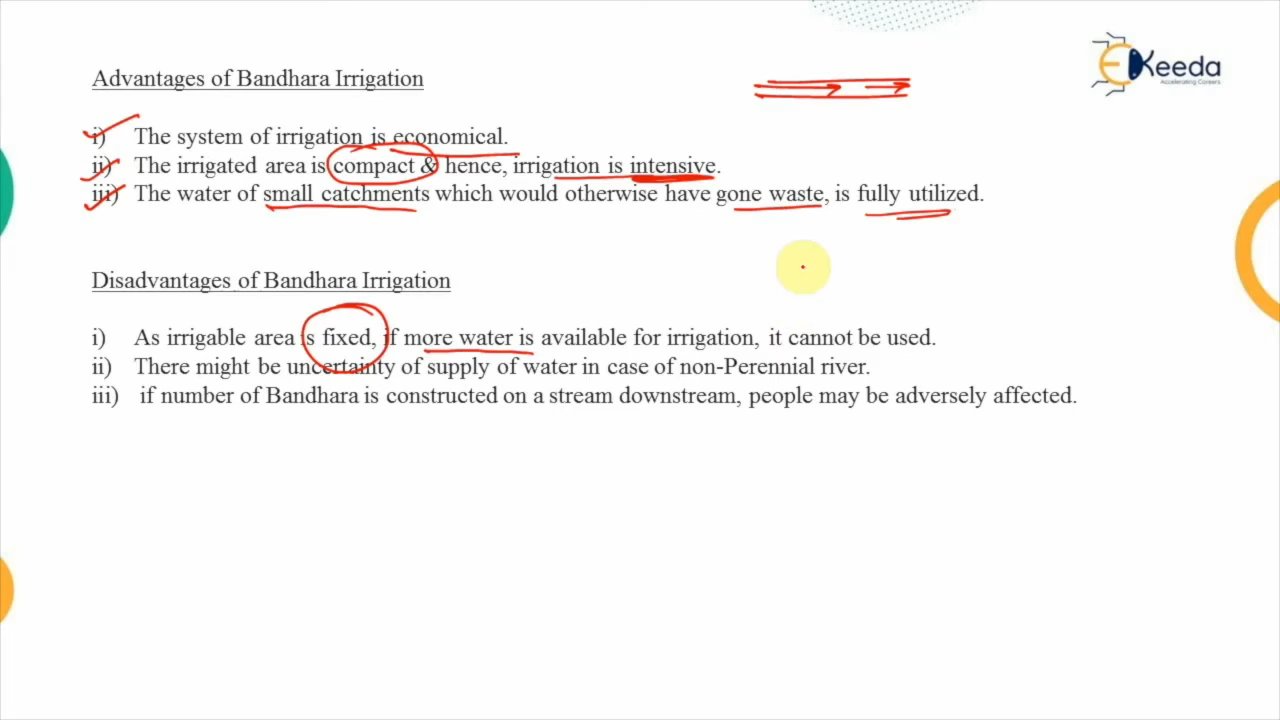 EKeeda
Accelerating Careers
Advantages of Bandhara Irrigation
i) The system of irrigation is economical.
ii) The irrigated area is compact & hence, irrigation is intensive.
iii) The water of small catchments which would otherwise have gone waste, is fully utilized.
Disadvantages of Bandhara Irrigation
i) As irrigable area is fixed, if more water is available for irrigation, it cannot be used.
ii) There might be uncertainty of supply of water in case of non-Perennial river.
iii) if number of Bandhara is constructed on a stream downstream, people may be adversely affected.